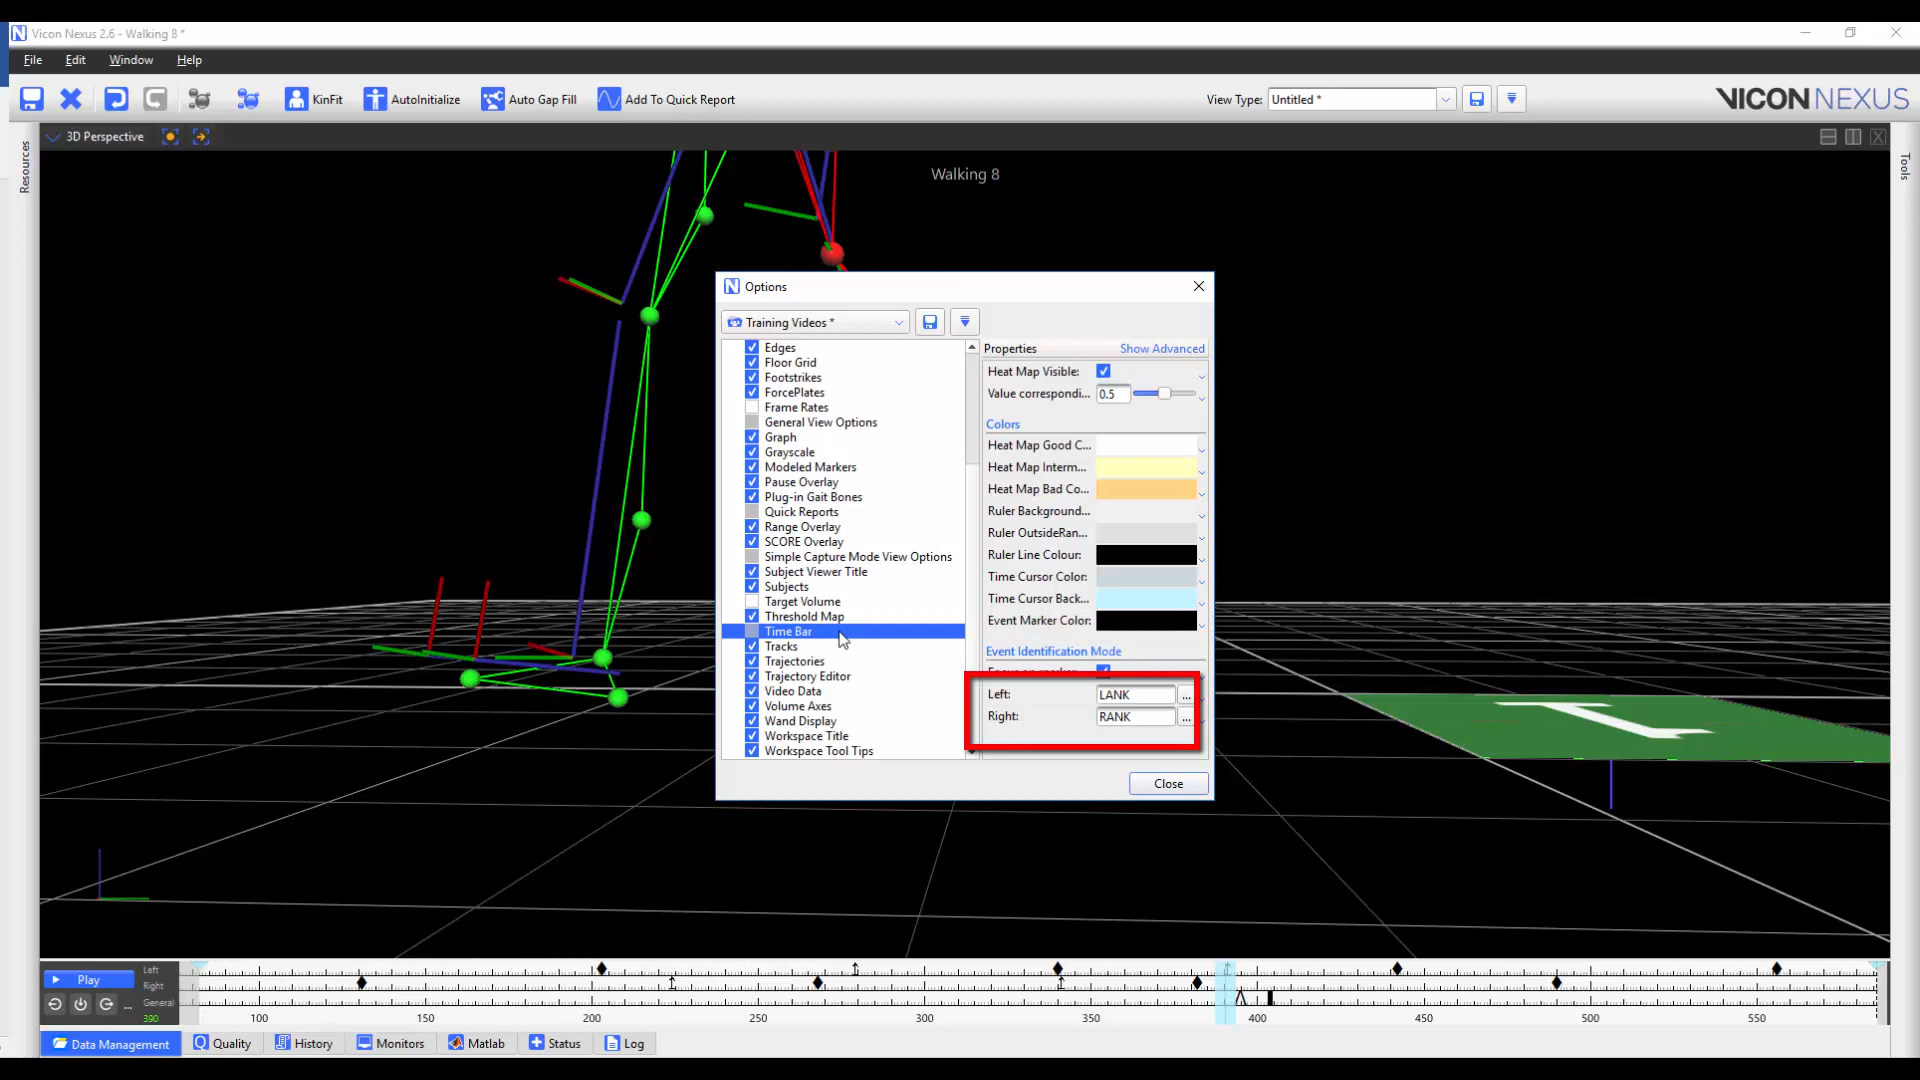 Vicon Nexus 2.6 - Walking 8 *
File Edit Window Help
KinFit AutoInitialize Auto Gap Fill Add To Quick Report View Type: Untitled * VICON NEXUS
Resources
3D Perspective
Tools
Walking 8
Options
Training Videos *
Edges
Floor Grid
Footstrikes
ForcePlates
Frame Rates
General View Options
Graph
Grayscale
Modeled Markers
Pause Overlay
Plug-in Gait Bones
Quick Reports
Range Overlay
SCORE Overlay
Simple Capture Mode View Options
Subject Viewer Title
Subjects
Target Volume
Threshold Map
Time Bar
Tracks
Trajectories
Trajectory Editor
Video Data
Volume Axes
Wand Display
Workspace Title
Workspace Tool Tips
Properties Show Advanced
Heat Map Visible:
Value correspondi... 0.5
Colors
Heat Map Good C...
Heat Map Interm...
Heat Map Bad Co...
Ruler Background...
Ruler OutsideRan...
Ruler Line Colour:
Time Cursor Color:
Time Cursor Back...
Event Marker Color:
Event Identification Mode
Left: LANK ...
Right: RANK ...
Close
Play
Left
Right
General
...
390
100 150 200 250 300 350 400 450 500 550
Data Management Quality History Monitors Matlab Status Log